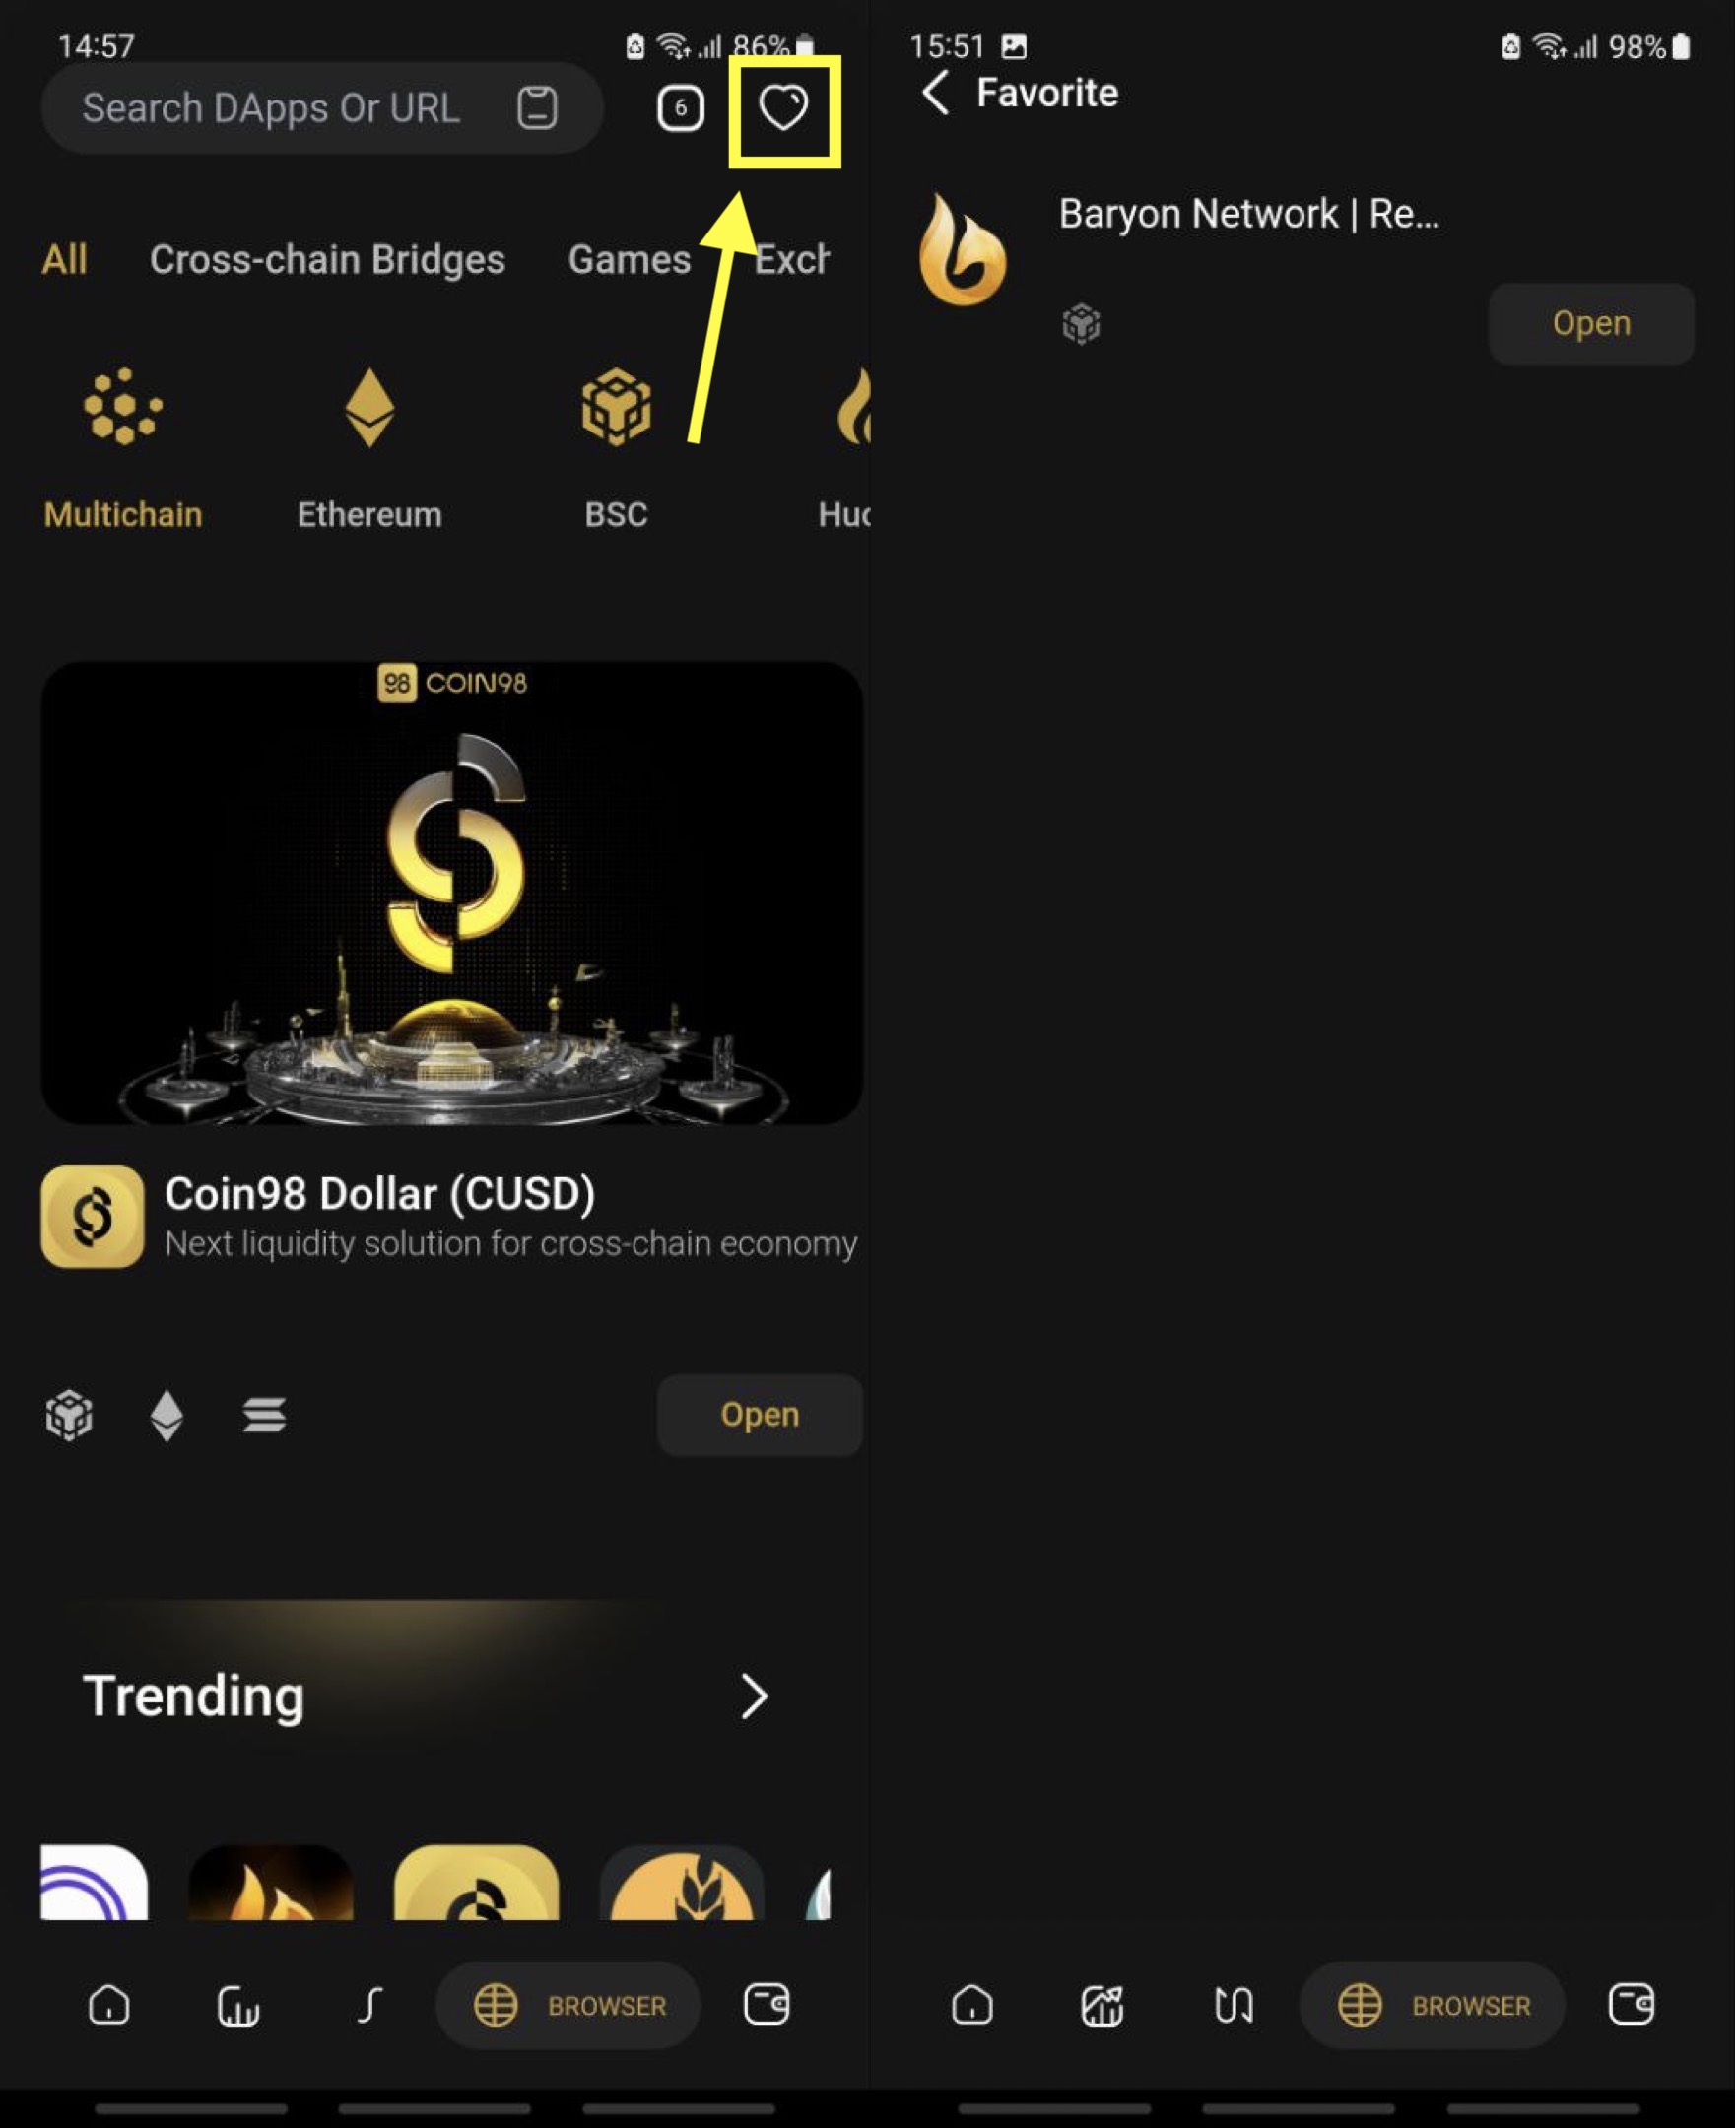 14:57
86%
Search DApps Or URL
6
All Cross-chain Bridges Games Exch
Multichain Ethereum BSC Huo
98 COIN98
Coin98 Dollar (CUSD)
Next liquidity solution for cross-chain economy
Open
Trending
BROWSER
15:51
98%
Favorite
Baryon Network | Re...
Open
BROWSER